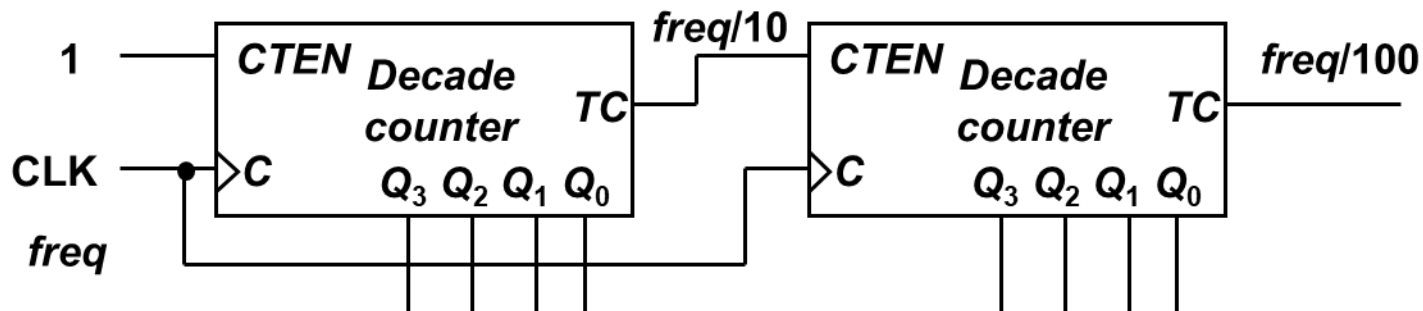 freq/10
1
CTEN Decade
counter
TC
CTEN Decade
counter
TC
freq/100
CLK
C
Q3 Q2 Q1 Q0
C
Q3 Q2 Q1 Q0
freq